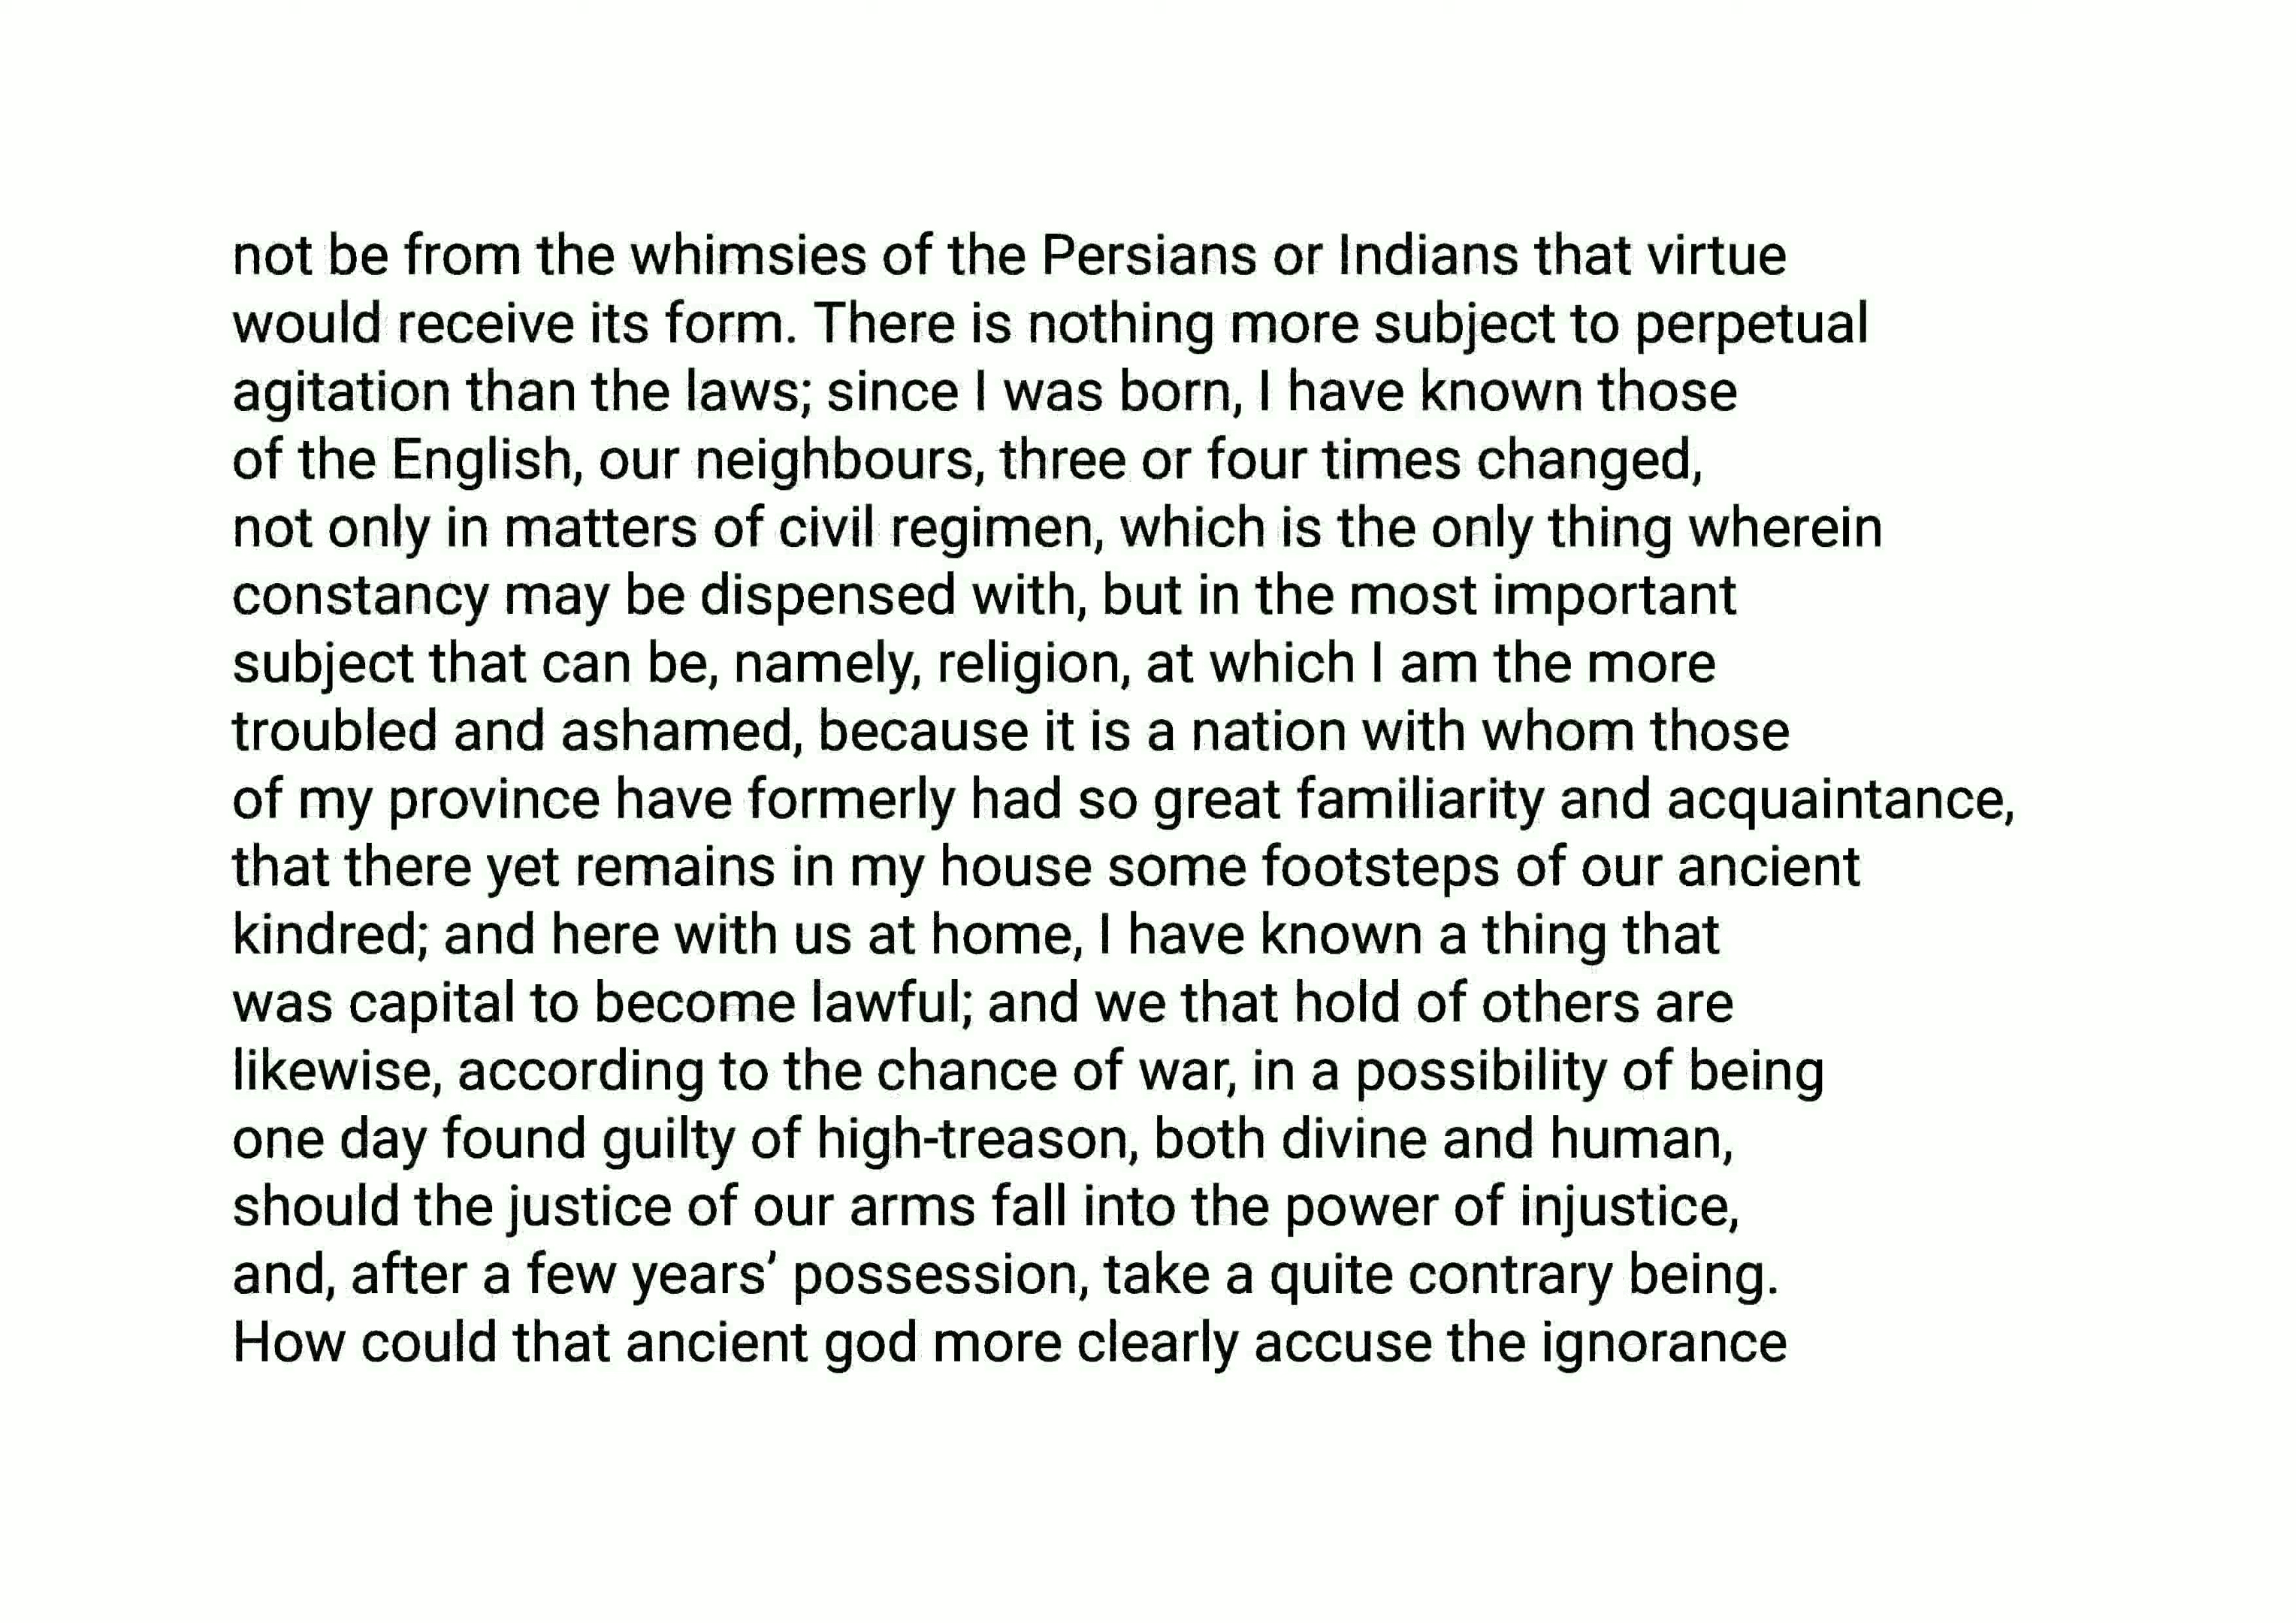 not be from the whimsies of the Persians or Indians that virtue
would receive its form. There is nothing more subject to perpetual
agitation than the laws; since I was born, I have known those
of the English, our neighbours, three or four times changed,
not only in matters of civil regimen, which is the only thing wherein
constancy may be dispensed with, but in the most important
subject that can be, namely, religion, at which I am the more
troubled and ashamed, because it is a nation with whom those
of my province have formerly had so great familiarity and acquaintance,
that there yet remains in my house some footsteps of our ancient
kindred; and here with us at home, I have known a thing that
was capital to become lawful; and we that hold of others are
likewise, according to the chance of war, in a possibility of being
one day found guilty of high-treason, both divine and human,
should the justice of our arms fall into the power of injustice,
and, after a few years’ possession, take a quite contrary being.
How could that ancient god more clearly accuse the ignorance